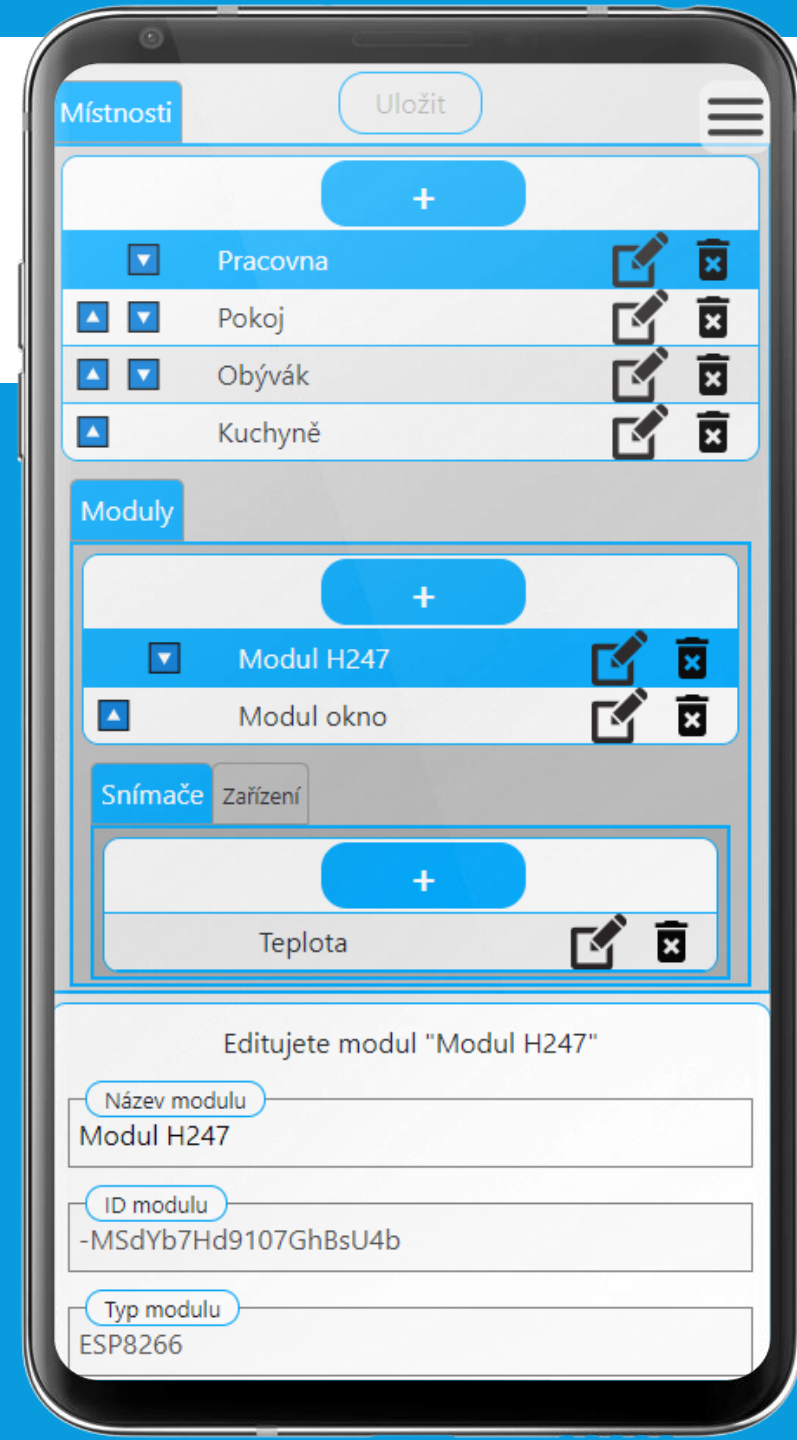 Místnosti
Uložit
+
Pracovna
Pokoj
Obývák
Kuchyně
Moduly
+
Modul H247
Modul okno
Snímače
Zařízení
+
Teplota
Editujete modul "Modul H247"
Název modulu
Modul H247
ID modulu
-MSdYb7Hd9107GhBsU4b
Typ modulu
ESP8266